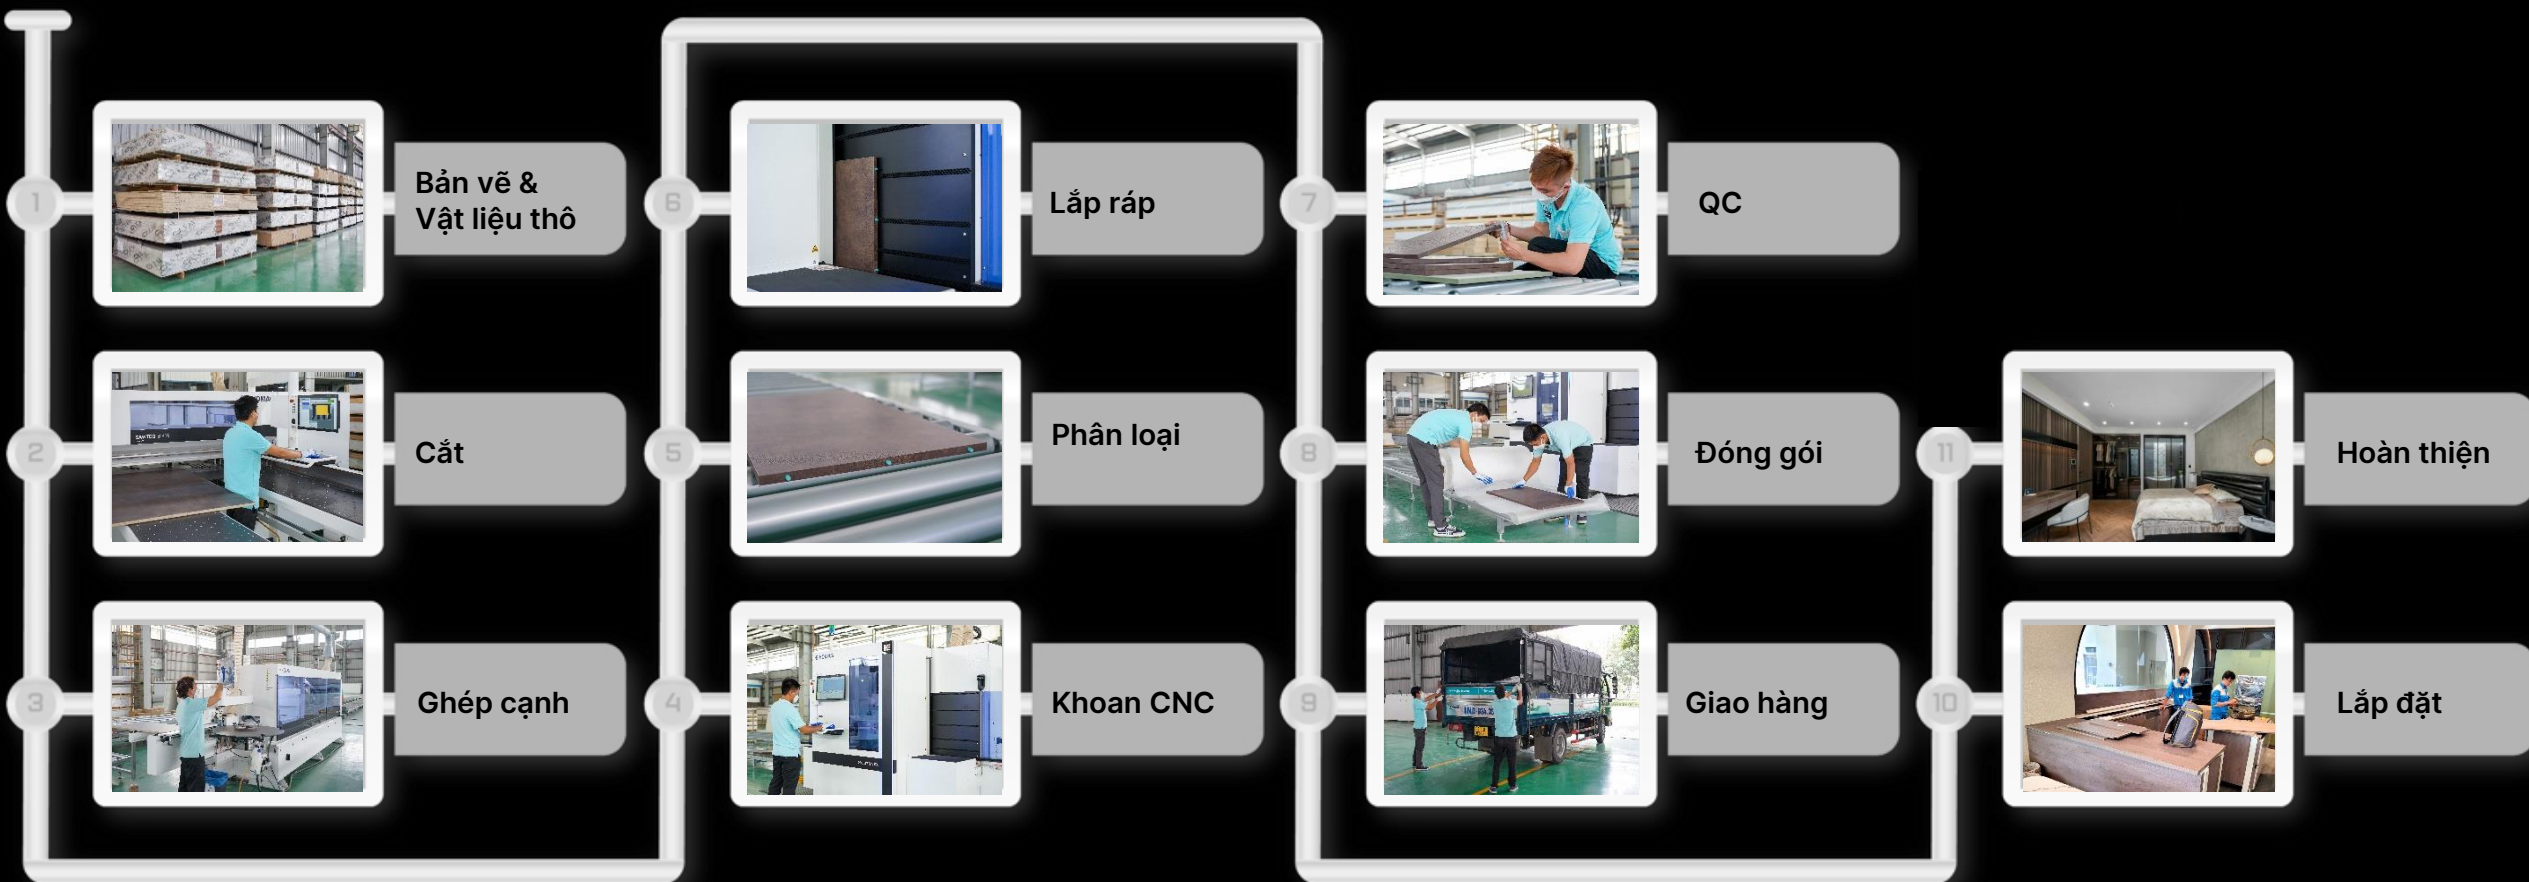 1
Bản vẽ &
Vật liệu thô
2
Cắt
3
Ghép cạnh
4
Khoan CNC
5
Phân loại
6
Lắp ráp
7
QC
8
Đóng gói
9
Giao hàng
10
Lắp đặt
11
Hoàn thiện